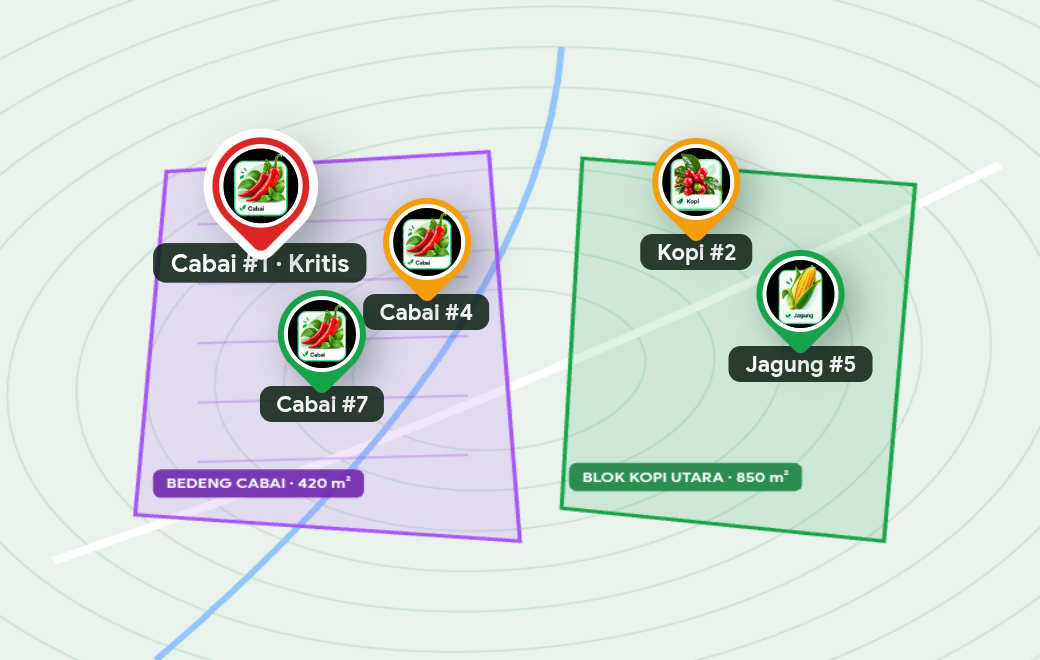 Cabai
Cabai #1 · Kritis
Cabai
Cabai #4
Cabai
Cabai #7
BEDENG CABAI · 420 m²
Kopi
Kopi #2
Jagung
Jagung #5
BLOK KOPI UTARA · 850 m²